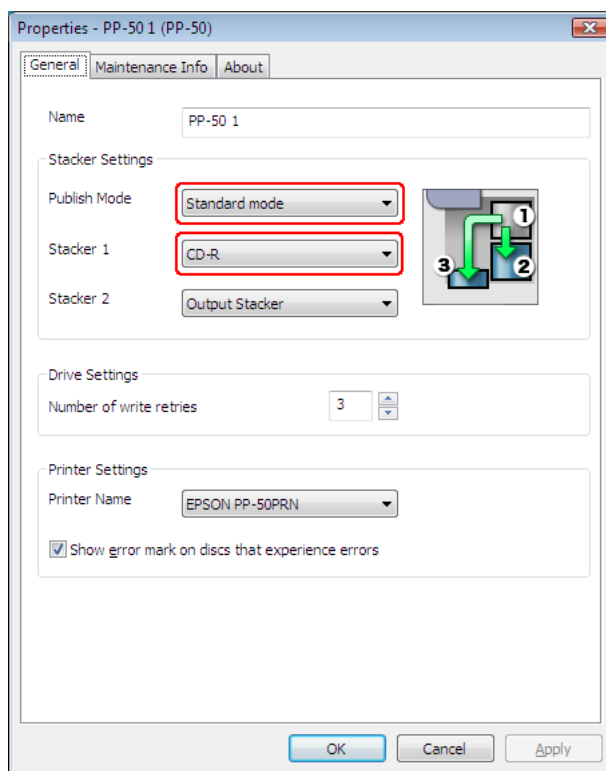 Properties - PP-50 1 (PP-50)
General Maintenance Info About
Name PP-50 1
Stacker Settings
Publish Mode Standard mode
Stacker 1 CD-R
Stacker 2 Output Stacker
1
3 2
Drive Settings
Number of write retries 3
Printer Settings
Printer Name EPSON PP-50PRN
Show error mark on discs that experience errors
OK Cancel Apply